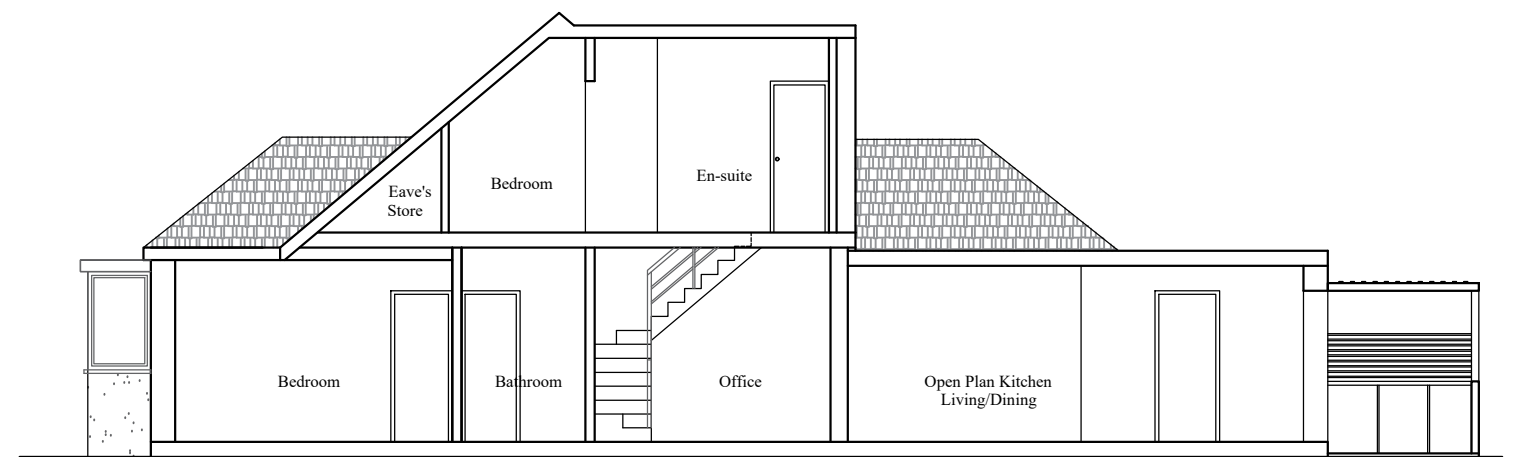 Eave's
Store
Bedroom
En-suite
Bedroom
Bathroom
Office
Open Plan Kitchen
Living/Dining